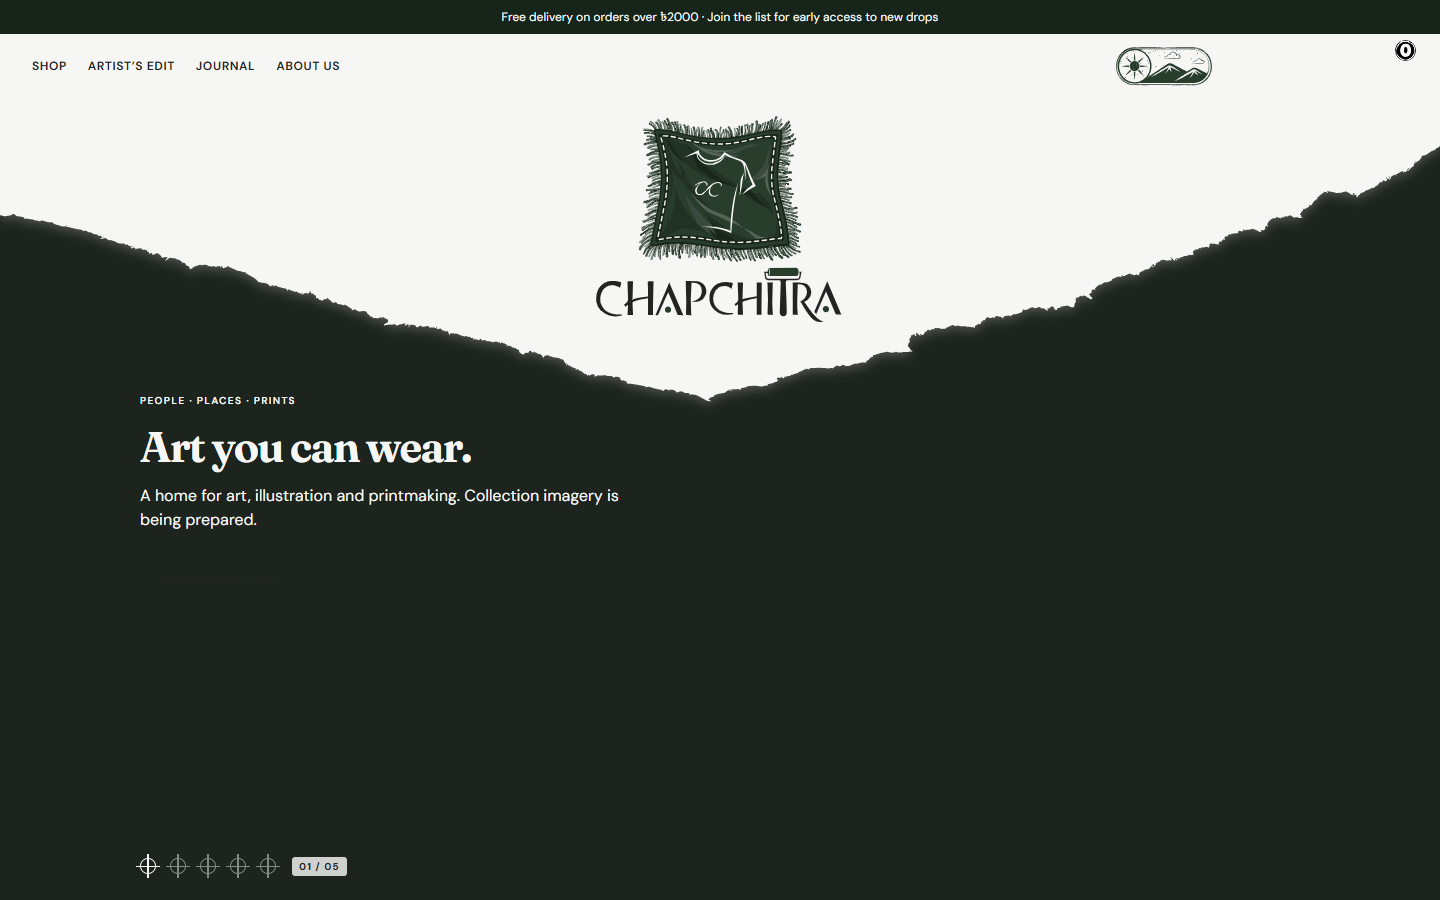 Free delivery on orders over ৳2000 · Join the list for early access to new drops
SHOP ARTIST’S EDIT JOURNAL ABOUT US
0
CC
CHAPCHITRA
PEOPLE · PLACES · PRINTS
Art you can wear.
A home for art, illustration and printmaking. Collection imagery is
being prepared.
01 / 05